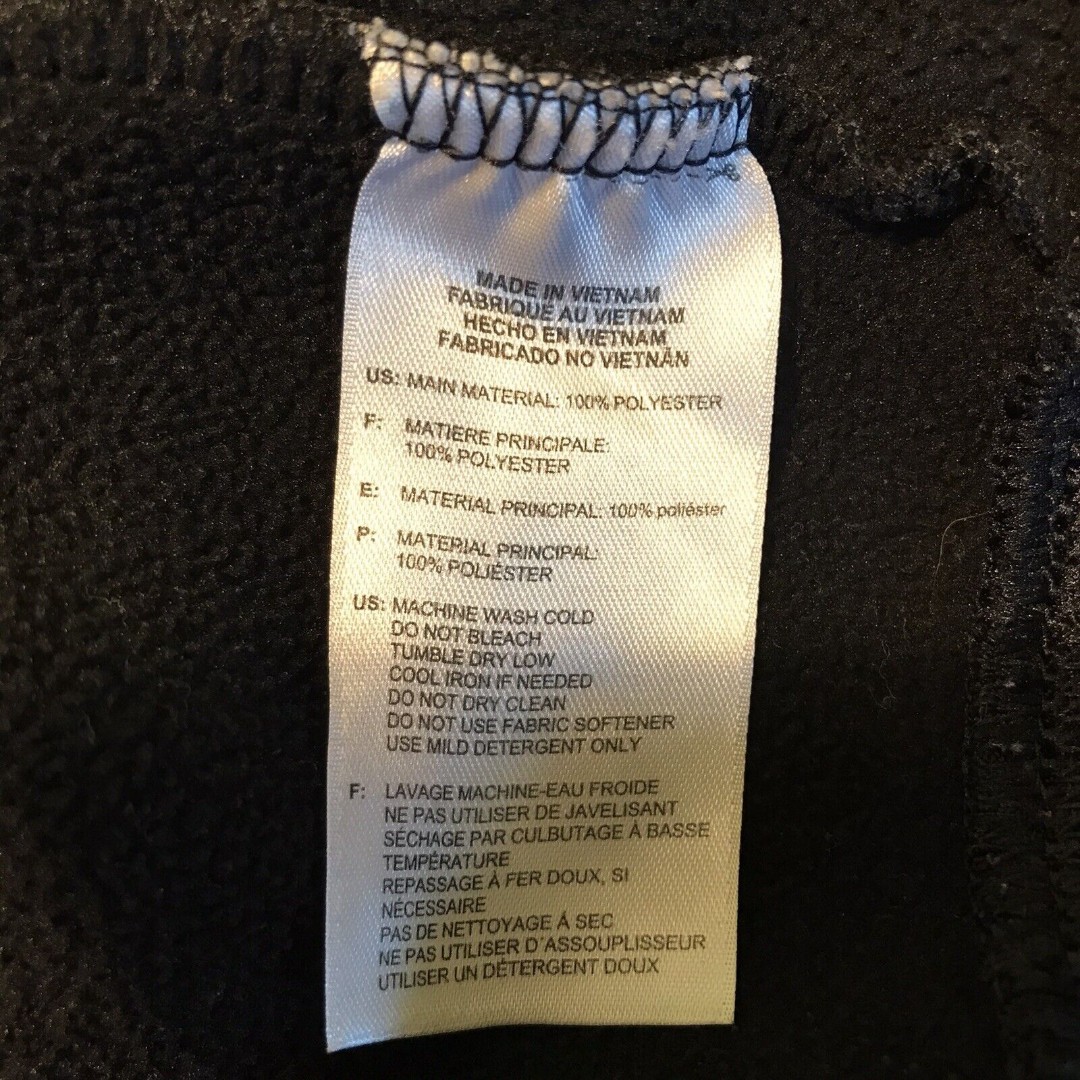 MADE IN VIETNAM
FABRIQUÉ AU VIETNAM
HECHO EN VIETNAM
FABRICADO NO VIETNÃN
US: MAIN MATERIAL: 100% POLYESTER
F: MATIERE PRINCIPALE:
100% POLYESTER
E: MATERIAL PRINCIPAL: 100% poliéster
P: MATERIAL PRINCIPAL:
100% POLIÉSTER
US: MACHINE WASH COLD
DO NOT BLEACH
TUMBLE DRY LOW
COOL IRON IF NEEDED
DO NOT DRY CLEAN
DO NOT USE FABRIC SOFTENER
USE MILD DETERGENT ONLY
F: LAVAGE MACHINE-EAU FROIDE
NE PAS UTILISER DE JAVELISANT
SÉCHAGE PAR CULBUTAGE À BASSE
TEMPÉRATURE
REPASSAGE À FER DOUX, SI
NÉCESSAIRE
PAS DE NETTOYAGE À SEC
NE PAS UTILISER D´ASSOUPLISSEUR
UTILISER UN DÉTERGENT DOUX